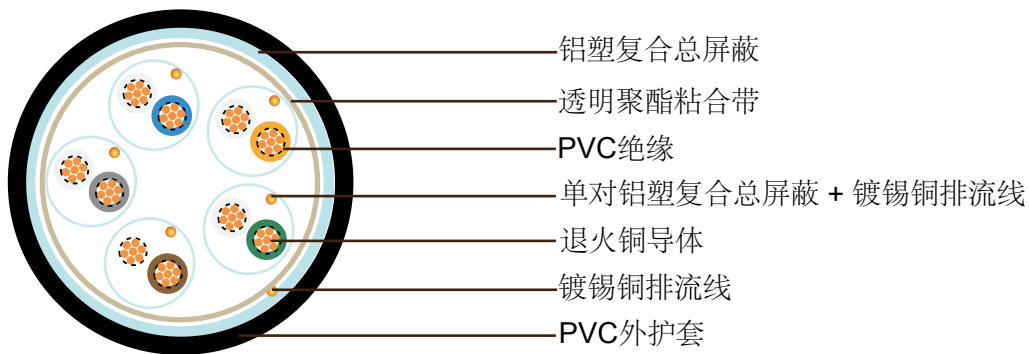 铝塑复合总屏蔽
透明聚酯粘合带
PVC绝缘
单对铝塑复合总屏蔽 + 镀锡铜排流线
退火铜导体
镀锡铜排流线
PVC外护套